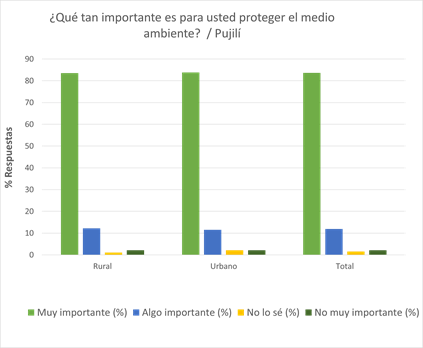 ¿Qué tan importante es para usted proteger el medio
ambiente? / Pujilí
% Respuestas
90
80
70
60
50
40
30
20
10
0
Rural
Urbano
Total
Muy importante (%)
Algo importante (%)
No lo sé (%)
No muy importante (%)